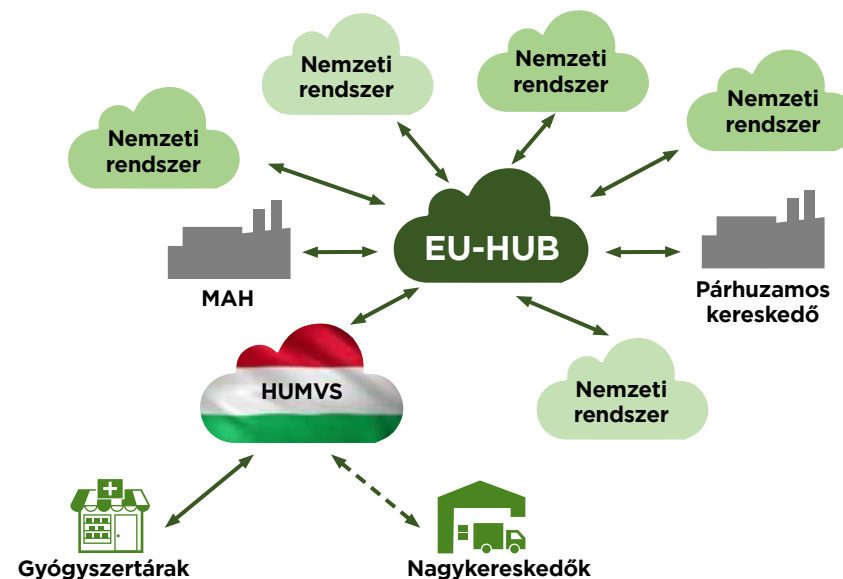 Nemzeti
rendszer
Nemzeti
rendszer
Nemzeti
rendszer
Nemzeti
rendszer
EU-HUB
MAH
Párhuzamos
kereskedő
HUMVS
Nemzeti
rendszer
Gyógyszertárak
Nagykereskedők